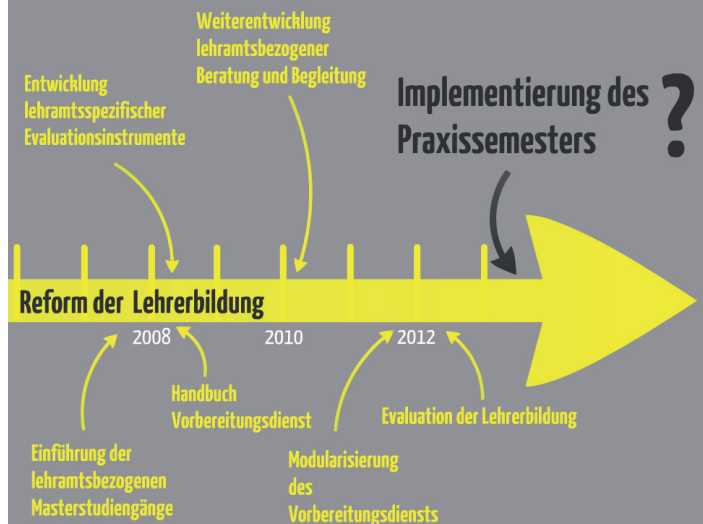 Weiterentwicklung
lehramtsbezogener
Beratung und Begleitung
Entwicklung
lehramtsspezifischer
Evaluationsinstrumente
Implementierung des
Praxissemesters
?
Reform der Lehrerbildung
2008
2010
2012
Handbuch
Vorbereitungsdienst
Evaluation der Lehrerbildung
Einführung der
lehramtsbezogenen
Masterstudiengänge
Modularisierung
des
Vorbereitungsdiensts